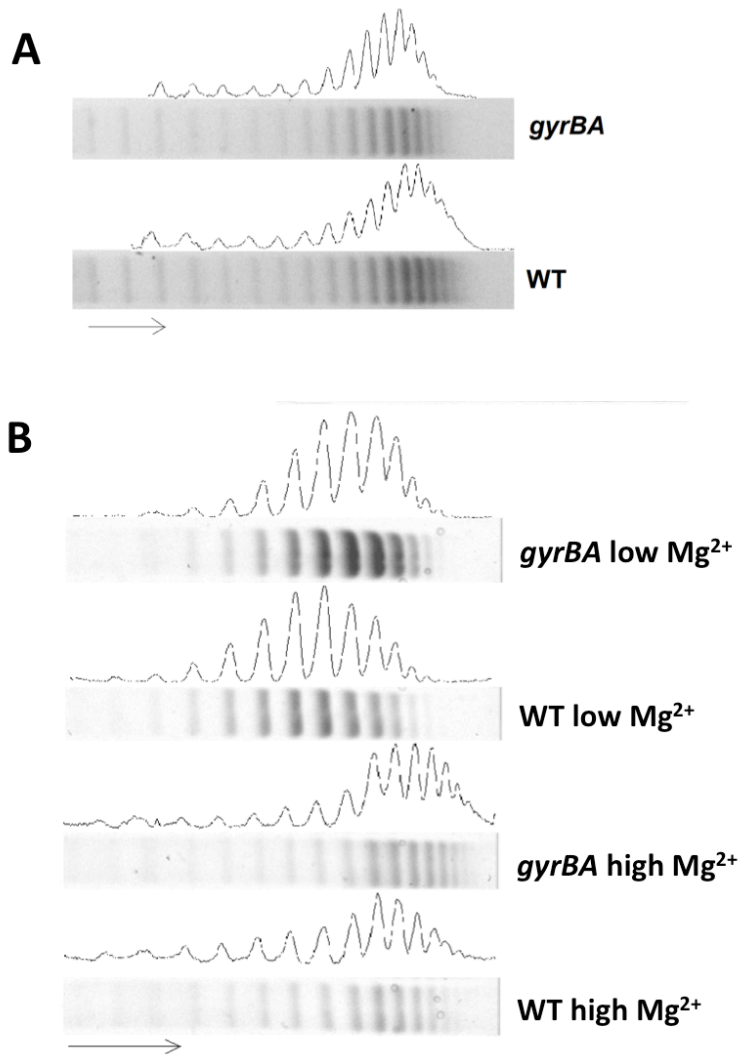 A
gyrBA
WT
B
gyrBA low Mg²⁺
WT low Mg²⁺
gyrBA high Mg²⁺
WT high Mg²⁺